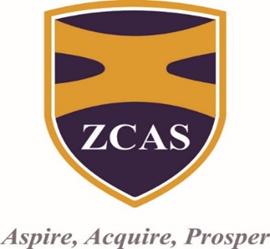 ZCAS
Aspire, Acquire, Prosper